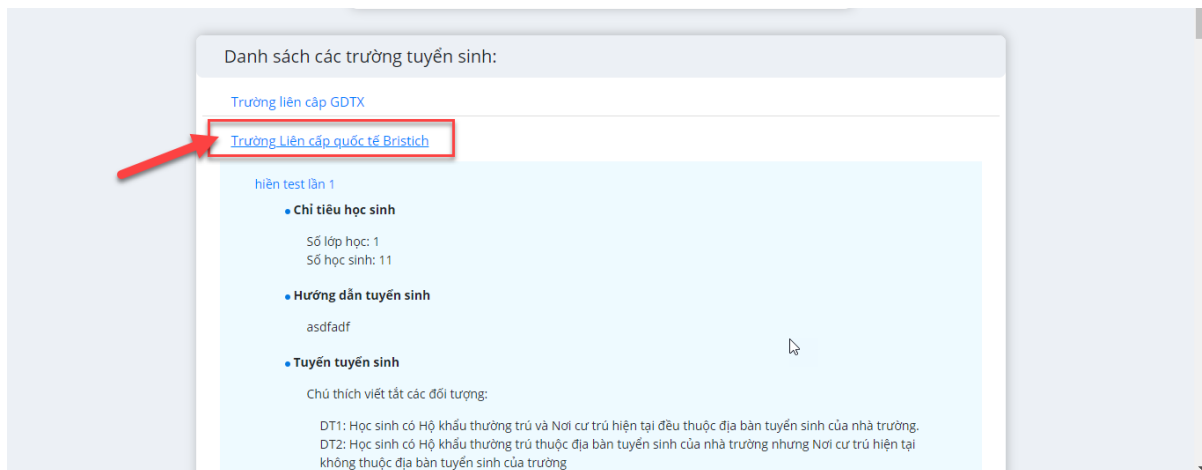 Danh sách các trường tuyển sinh:
Trường liên câp GDTX
Trường Liên cấp quốc tế Bristich
hiền test lần 1
Chỉ tiêu học sinh
Số lớp học: 1
Số học sinh: 11
Hướng dẫn tuyển sinh
asdfadf
Tuyến tuyển sinh
Chú thích viết tắt các đối tượng:
DT1: Học sinh có Hộ khẩu thường trú và Nơi cư trú hiện tại đều thuộc địa bàn tuyển sinh của nhà trường.
DT2: Học sinh có Hộ khẩu thường trú thuộc địa bàn tuyển sinh của nhà trường nhưng Nơi cư trú hiện tại
không thuộc địa bàn tuyển sinh của trường